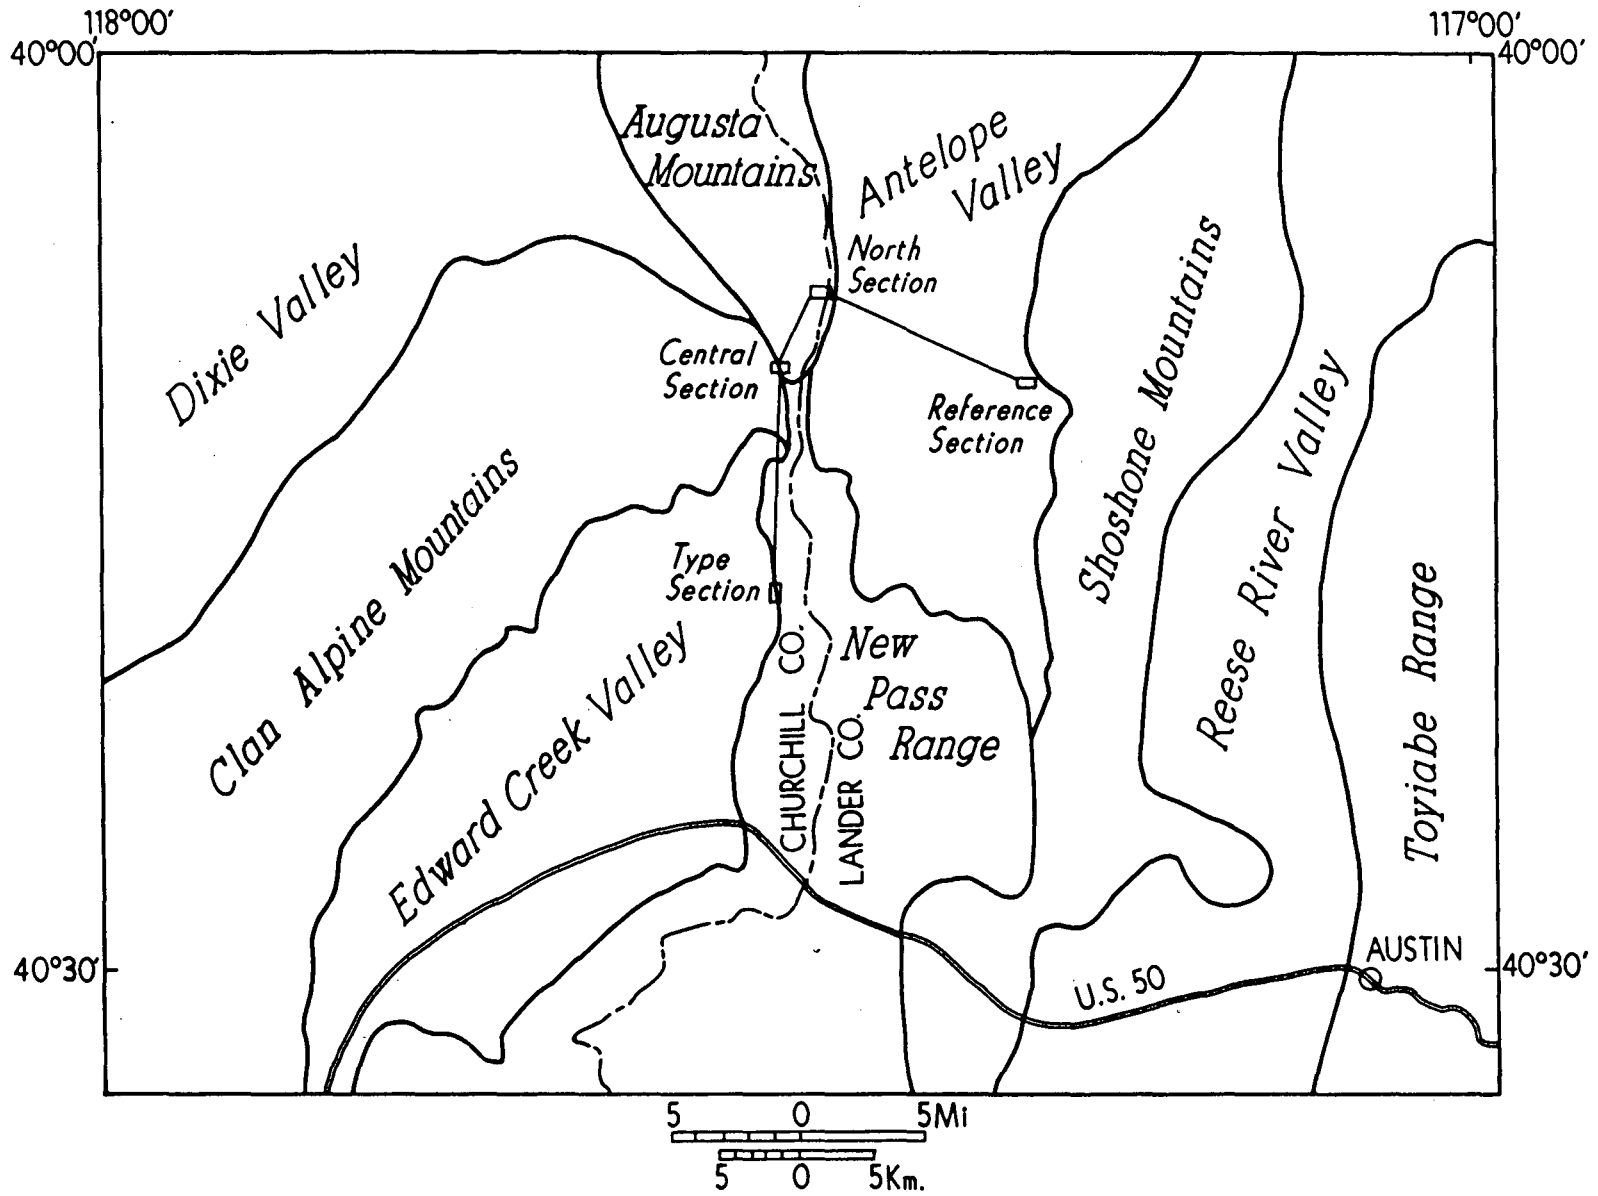 118°00'
117°00'
40°00'
40°00'
Augusta
Mountains
Antelope
Valley
North
Section
Dixie Valley
Central
Section
Reference
Section
Shoshone Mountains
Reese River Valley
Clan Alpine Mountains
Type
Section
Edward Creek Valley
New
Pass
Range
CHURCHILL CO.
LANDER CO.
Toyiabe Range
40°30'
AUSTIN
40°30'
U.S. 50
5 0 5Mi
5 0 5Km.